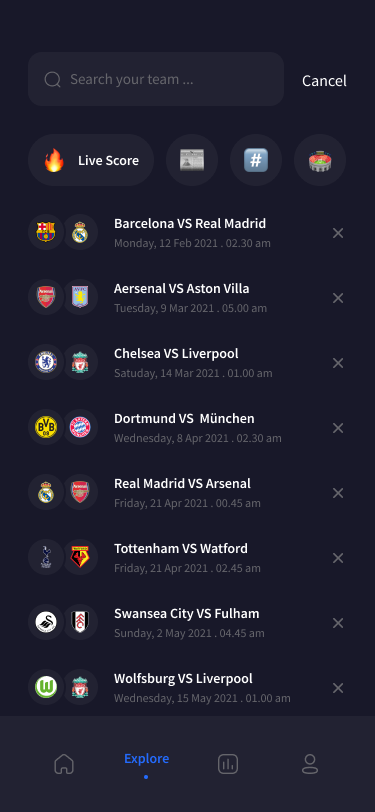 Search your team ...
Cancel
Live Score
#
Barcelona VS Real Madrid
Monday, 12 Feb 2021 . 02.30 am
Aersenal VS Aston Villa
Tuesday, 9 Mar 2021 . 05.00 am
Chelsea VS Liverpool
Satuday, 14 Mar 2021 . 01.00 am
Dortmund VS  München
Wednesday, 8 Apr 2021 . 02.30 am
Real Madrid VS Arsenal
Friday, 21 Apr 2021 . 00.45 am
Tottenham VS Watford
Friday, 21 Apr 2021 . 02.45 am
Swansea City VS Fulham
Sunday, 2 May 2021 . 04.45 am
Wolfsburg VS Liverpool
Wednesday, 15 May 2021 . 01.00 am
Explore